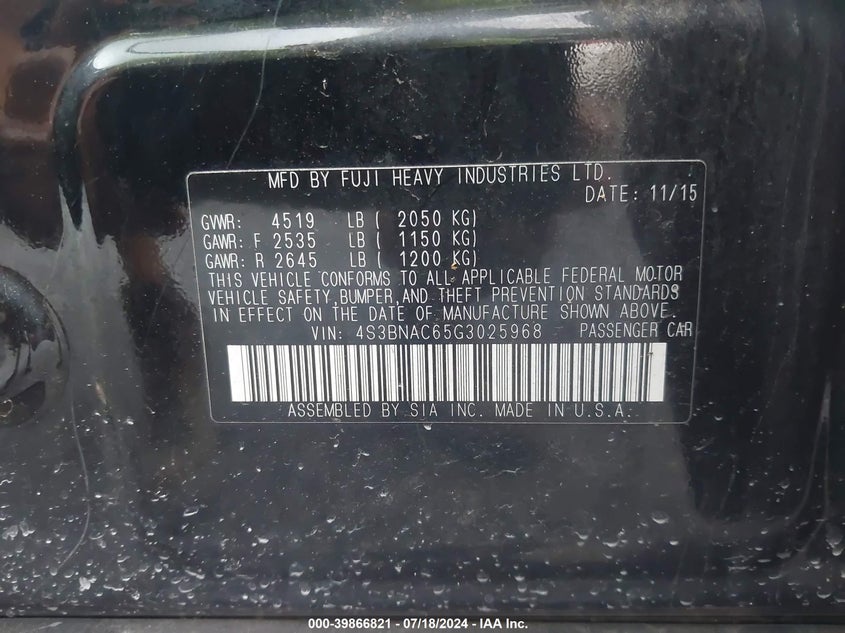 MFD BY FUJI HEAVY INDUSTRIES LTD.
DATE: 11/15
GVWR: 4519 LB ( 2050 KG)
GAWR: F 2535 LB ( 1150 KG)
GAWR: R 2645 LB ( 1200 KG)
THIS VEHICLE CONFORMS TO ALL APPLICABLE FEDERAL MOTOR
VEHICLE SAFETY, BUMPER, AND THEFT PREVENTION STANDARDS
IN EFFECT ON THE DATE OF MANUFACTURE SHOWN ABOVE.
VIN: 4S3BNAC65G3025968 PASSENGER CAR
ASSEMBLED BY SIA INC. MADE IN U.S.A.
000-39866821 - 07/18/2024 - IAA Inc.